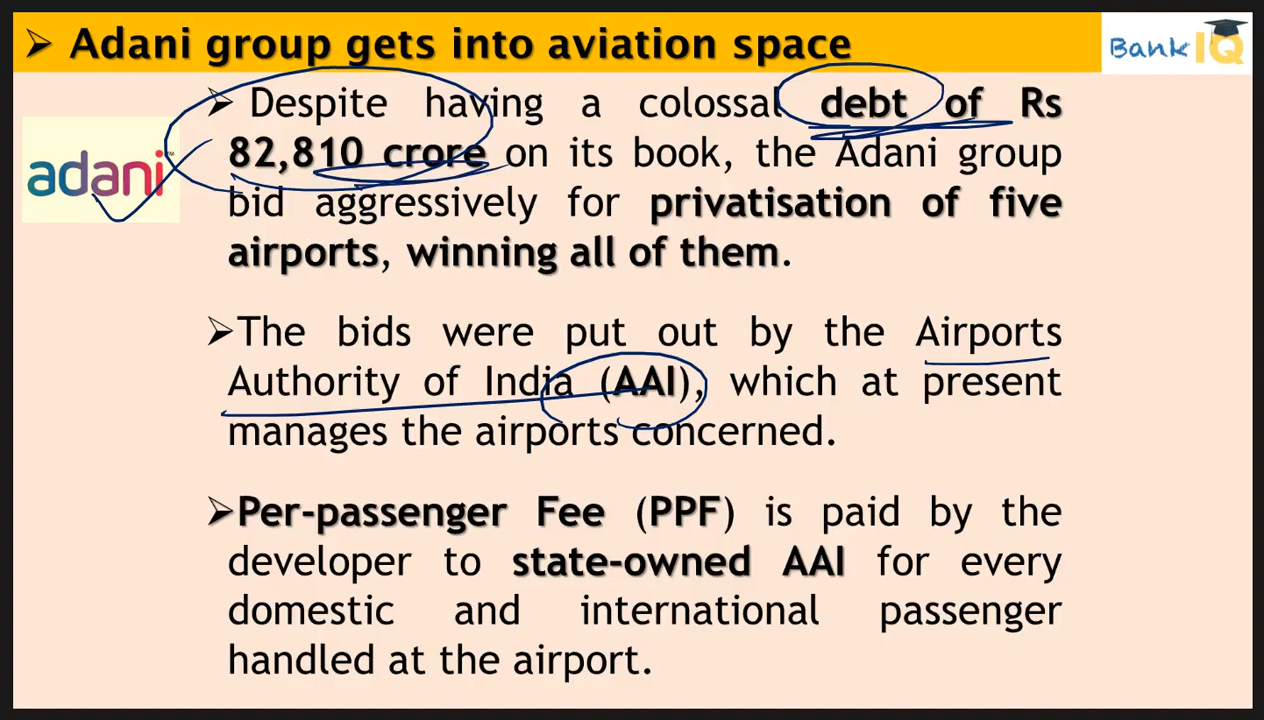 ➢ Adani group gets into aviation space
Bank IQ
➢ Despite having a colossal debt of Rs
82,810 crore on its book, the Adani group
bid aggressively for privatisation of five
airports, winning all of them.
adani™
➢The bids were put out by the Airports
Authority of India (AAI), which at present
manages the airports concerned.
➢Per-passenger Fee (PPF) is paid by the
developer to state-owned AAI for every
domestic and international passenger
handled at the airport.